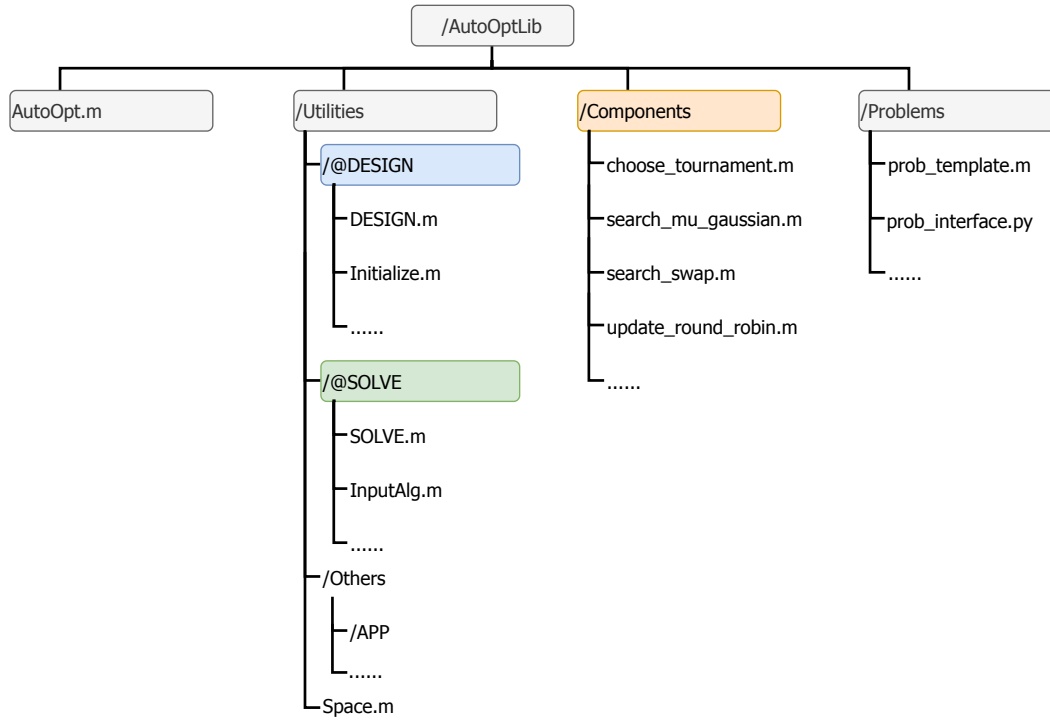 /AutoOptLib
AutoOpt.m
/Utilities
/@DESIGN
DESIGN.m
Initialize.m
......
/@SOLVE
SOLVE.m
InputAlg.m
......
/Others
/APP
......
Space.m
/Components
choose_tournament.m
search_mu_gaussian.m
search_swap.m
update_round_robin.m
......
/Problems
prob_template.m
prob_interface.py
......